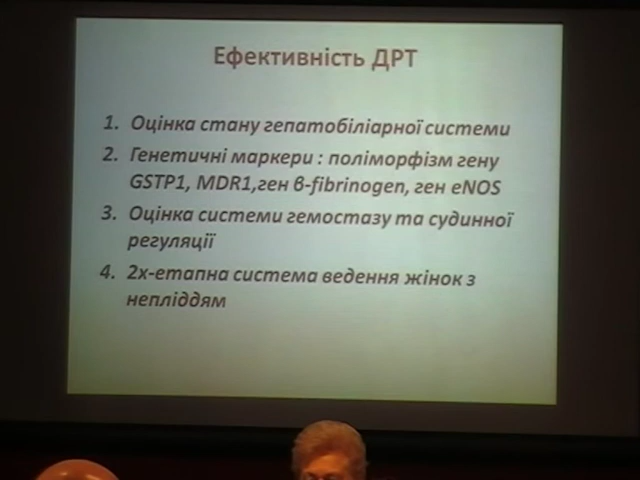 Ефективність ДРТ
1. Оцінка стану гепатобіліарної системи
2. Генетичні маркери : поліморфізм гену
GSTP1, MDR1,ген β-fibrinogen, ген eNOS
3. Оцінка системи гемостазу та судинної
регуляції
4. 2х-етапна система ведення жінок з
непліддям